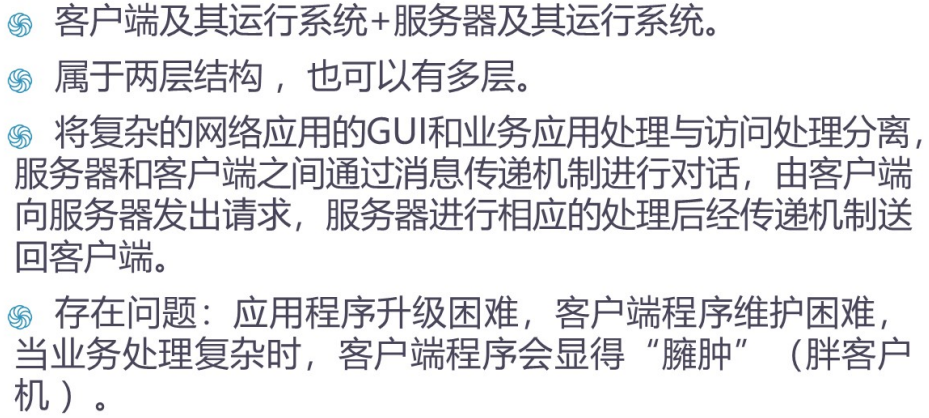 客户端及其运行系统+服务器及其运行系统。
属于两层结构，也可以有多层。
将复杂的网络应用的GUI和业务应用处理与访问处理分离，
服务器和客户端之间通过消息传递机制进行对话，由客户端
向服务器发出请求，服务器进行相应的处理后经传递机制送
回客户端。
存在问题：应用程序升级困难，客户端程序维护困难，
当业务处理复杂时，客户端程序会显得“臃肿”（胖客户
机）。